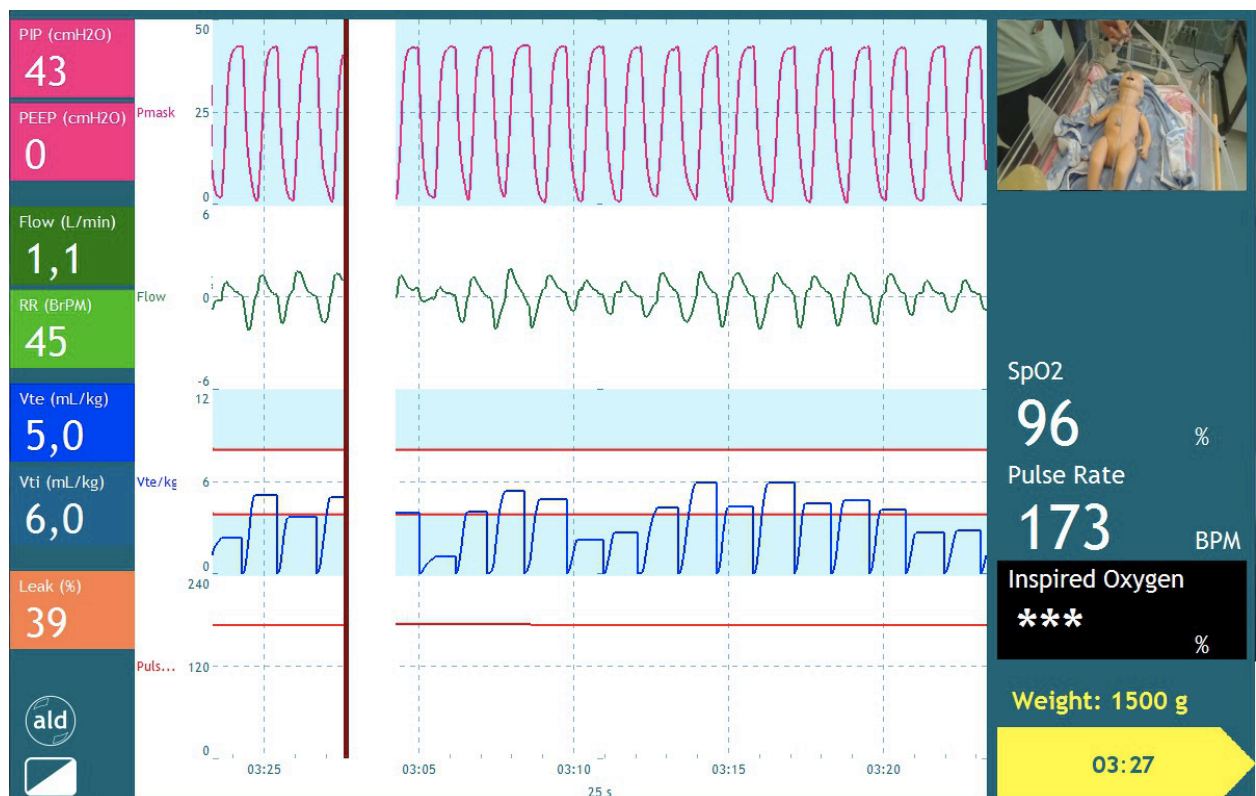 PIP (cmH2O)
43
PEEP (cmH2O)
0
Flow (L/min)
1,1
RR (BrPM)
45
Vte (mL/kg)
5,0
Vti (mL/kg)
6,0
Leak (%)
39
ald
50
Pmask
25
0
6
Flow
0
-6
12
Vte/kg
6
0
240
Puls...
120
0
03:25
03:05
03:10
03:15
03:20
25 s
SpO2
96 %
Pulse Rate
173 BPM
Inspired Oxygen
*** %
Weight: 1500 g
03:27